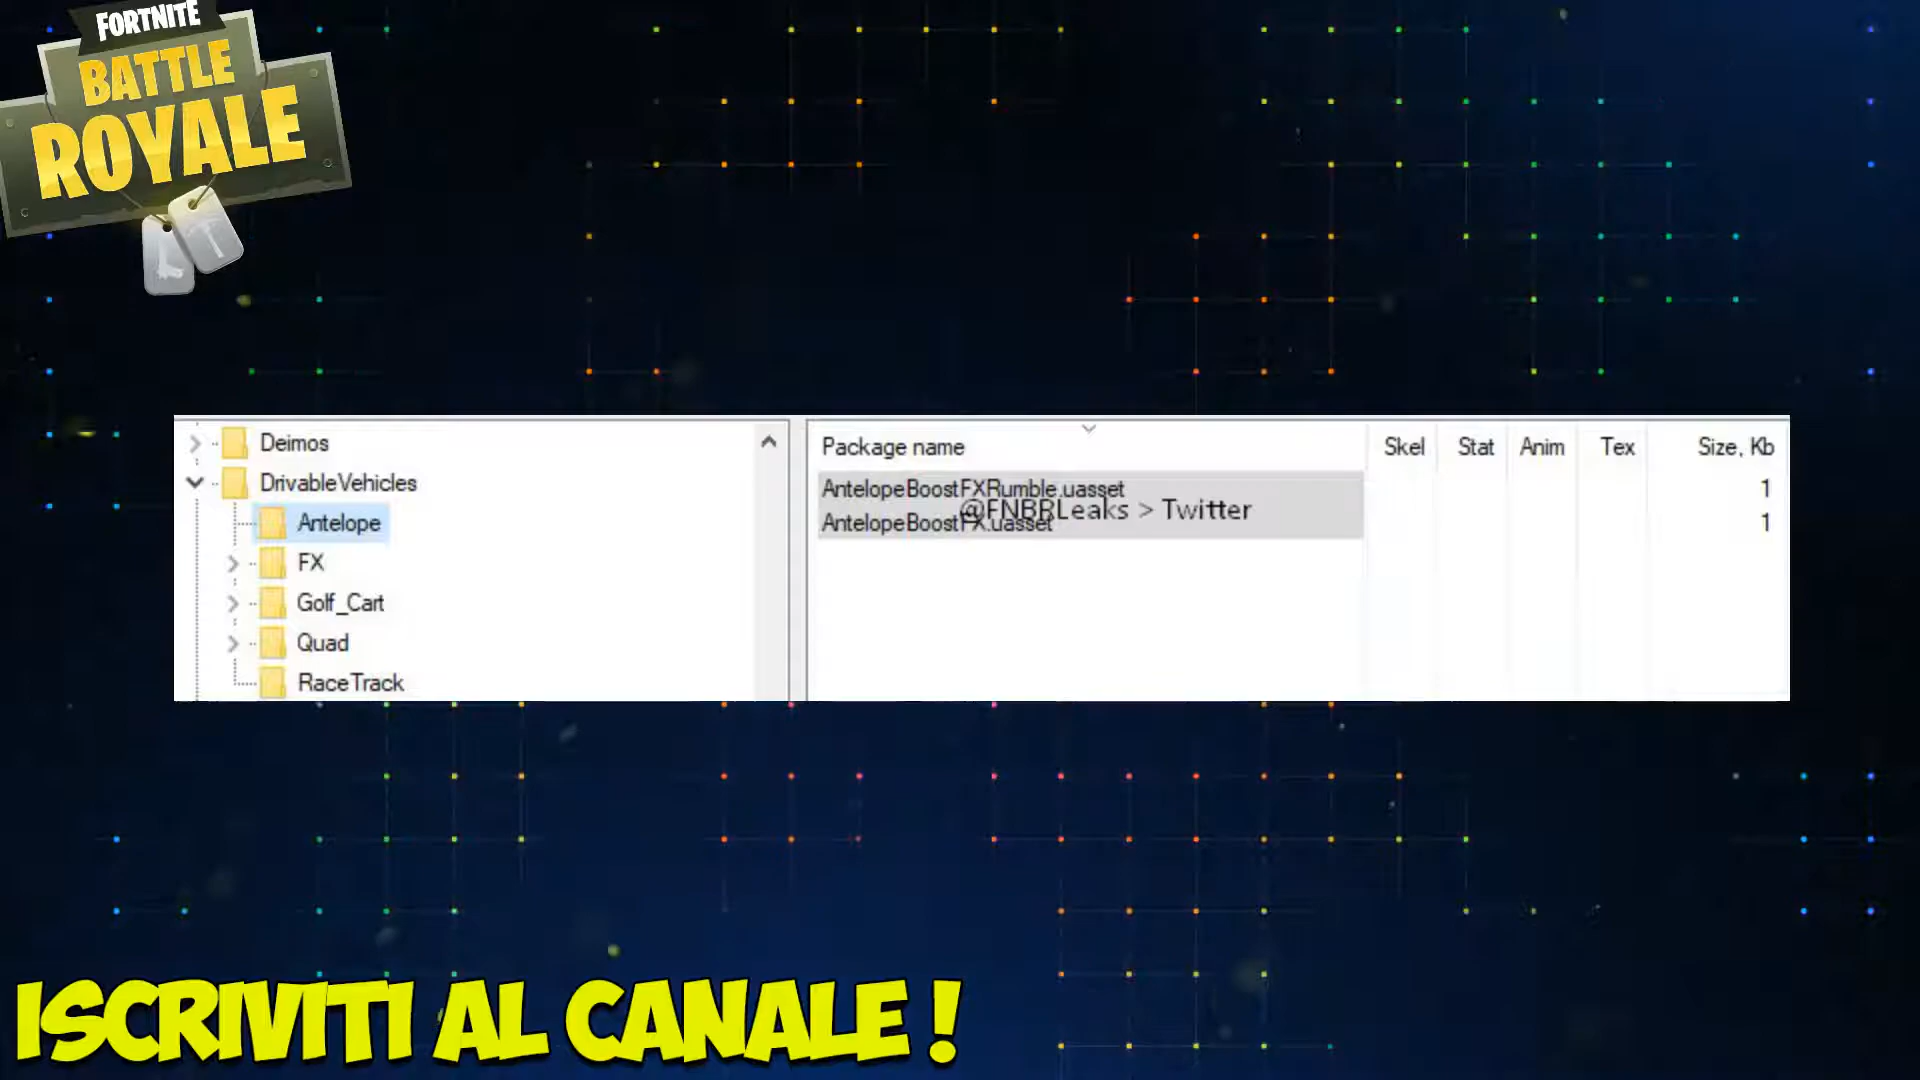 FORTNITE
BATTLE
ROYALE
Deimos
DrivableVehicles
Antelope
FX
Golf_Cart
Quad
RaceTrack
Package name Skel Stat Anim Tex Size, Kb
AntelopeBoostFXRumble.uasset 1
@FNBRLeaks > Twitter
AntelopeBoostFX.uasset 1
ISCRIVITI AL CANALE !